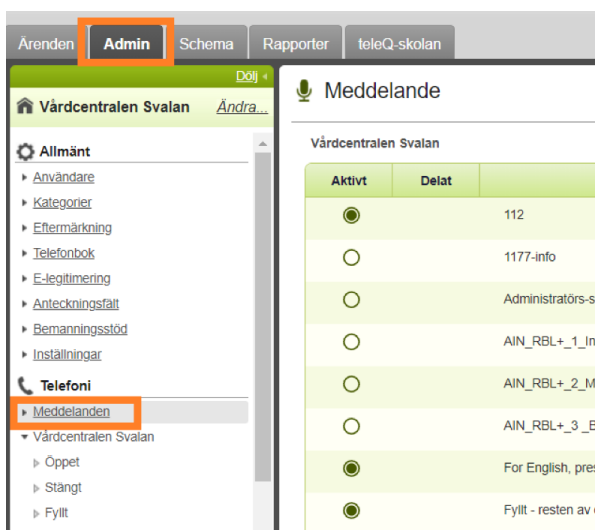 Ärenden Admin Schema Rapporter teleQ-skolan
Dölj
Vårdcentralen Svalan Ändra...
Allmänt
Användare
Kategorier
Eftermärkning
Telefonbok
E-legitimering
Anteckningsfält
Bemanningsstöd
Inställningar
Telefoni
Meddelanden
Vårdcentralen Svalan
Öppet
Stängt
Fyllt
Meddelande
Vårdcentralen Svalan
Aktivt Delat
112
1177-info
Administratörs-s
AIN_RBL+_1_In
AIN_RBL+_2_M
AIN_RBL+_3 _B
For English, pres
Fyllt - resten av